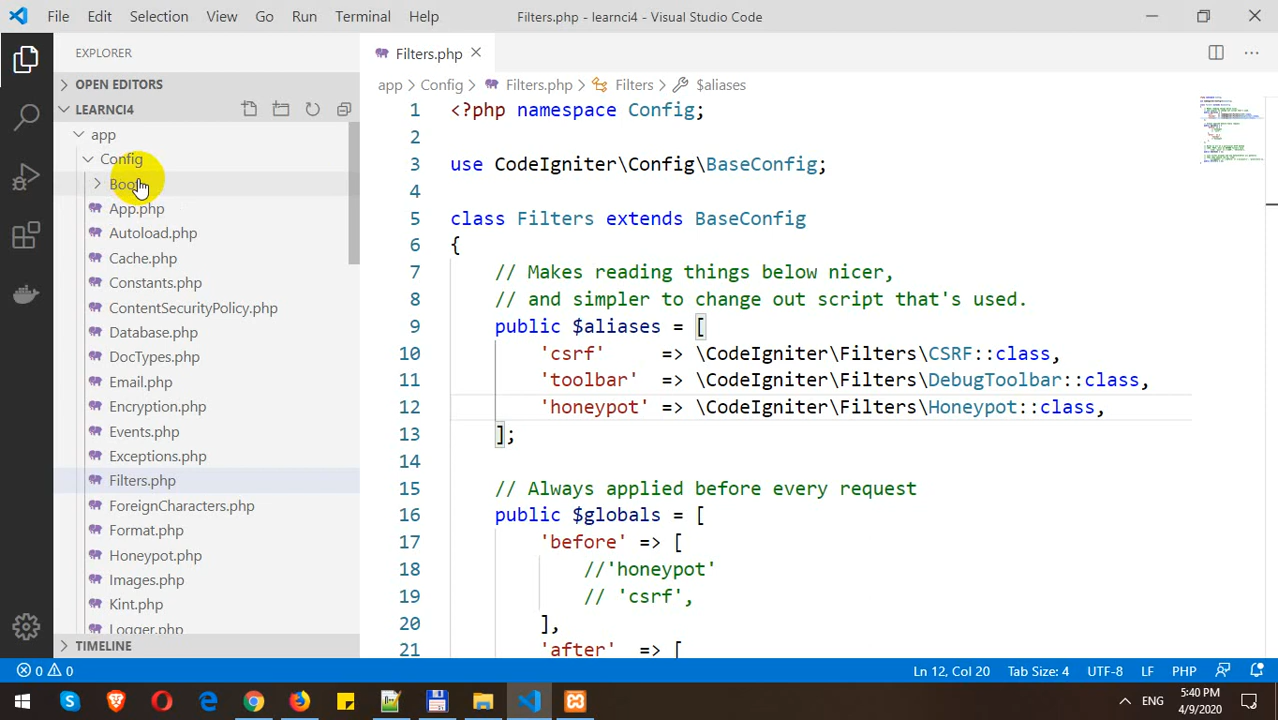 File Edit Selection View Go Run Terminal Help Filters.php - learnci4 - Visual Studio Code
EXPLORER
OPEN EDITORS
LEARNCI4
app
Config
App.php
Autoload.php
Cache.php
Constants.php
ContentSecurityPolicy.php
Database.php
DocTypes.php
Email.php
Encryption.php
Events.php
Exceptions.php
Filters.php
ForeignCharacters.php
Format.php
Honeypot.php
Images.php
Kint.php
Logger.php
TIMELINE
Filters.php
app > Config > Filters.php > Filters > $aliases
1 <?php namespace Config;
2
3 use CodeIgniter\Config\BaseConfig;
4
5 class Filters extends BaseConfig
6 {
7 // Makes reading things below nicer,
8 // and simpler to change out script that's used.
9 public $aliases = [
10 'csrf' => \CodeIgniter\Filters\CSRF::class,
11 'toolbar' => \CodeIgniter\Filters\DebugToolbar::class,
12 'honeypot' => \CodeIgniter\Filters\Honeypot::class,
13 ];
14
15 // Always applied before every request
16 public $globals = [
17 'before' => [
18 //'honeypot'
19 // 'csrf',
20 ],
21 'after' => [
0 0 Ln 12, Col 20 Tab Size: 4 UTF-8 LF PHP
ENG 5:40 PM
4/9/2020